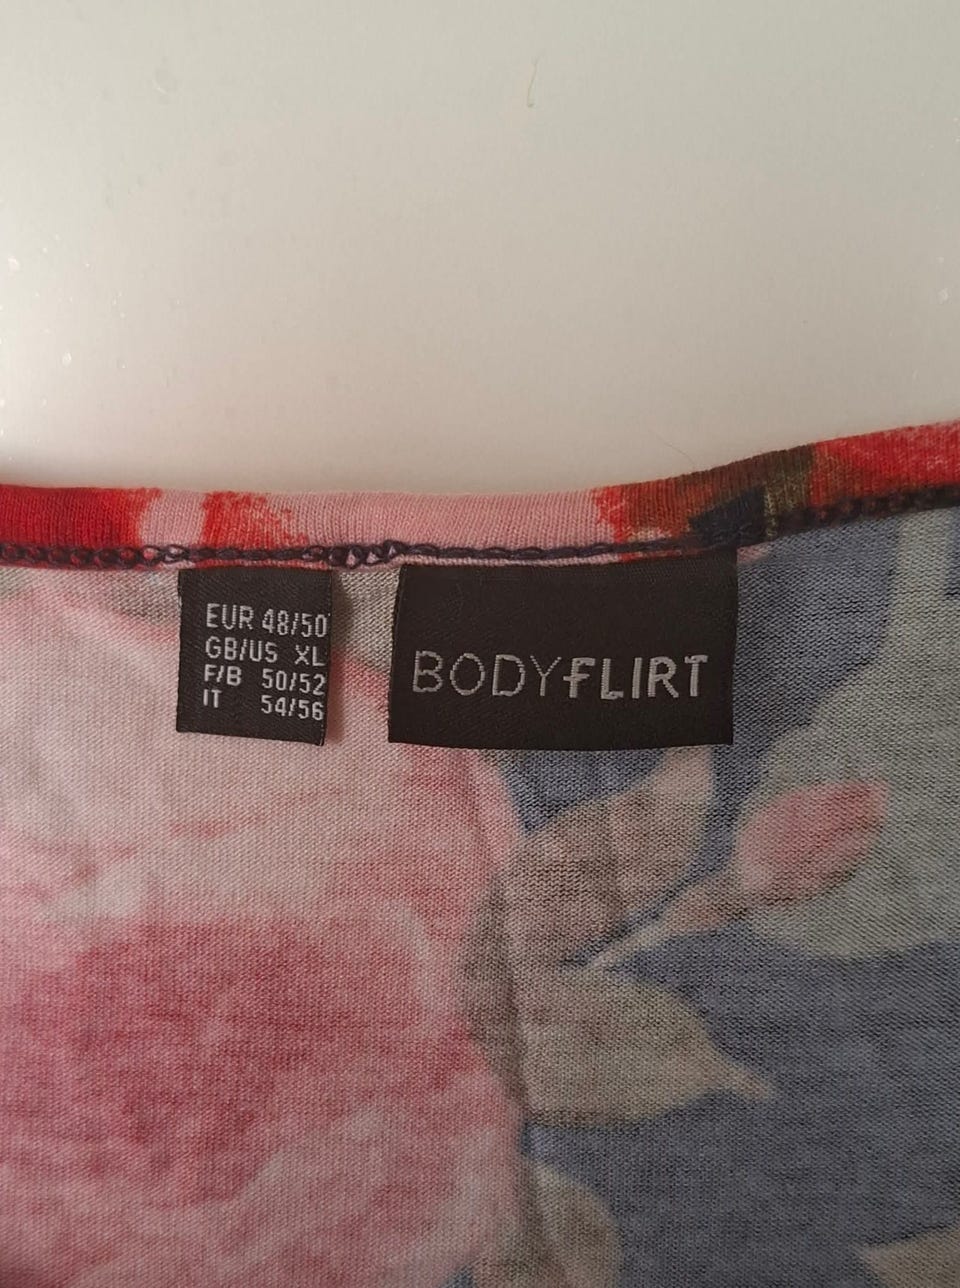 EUR 48/50
GB/US XL
F/B 50/52
IT 54/56
BODYFLIRT